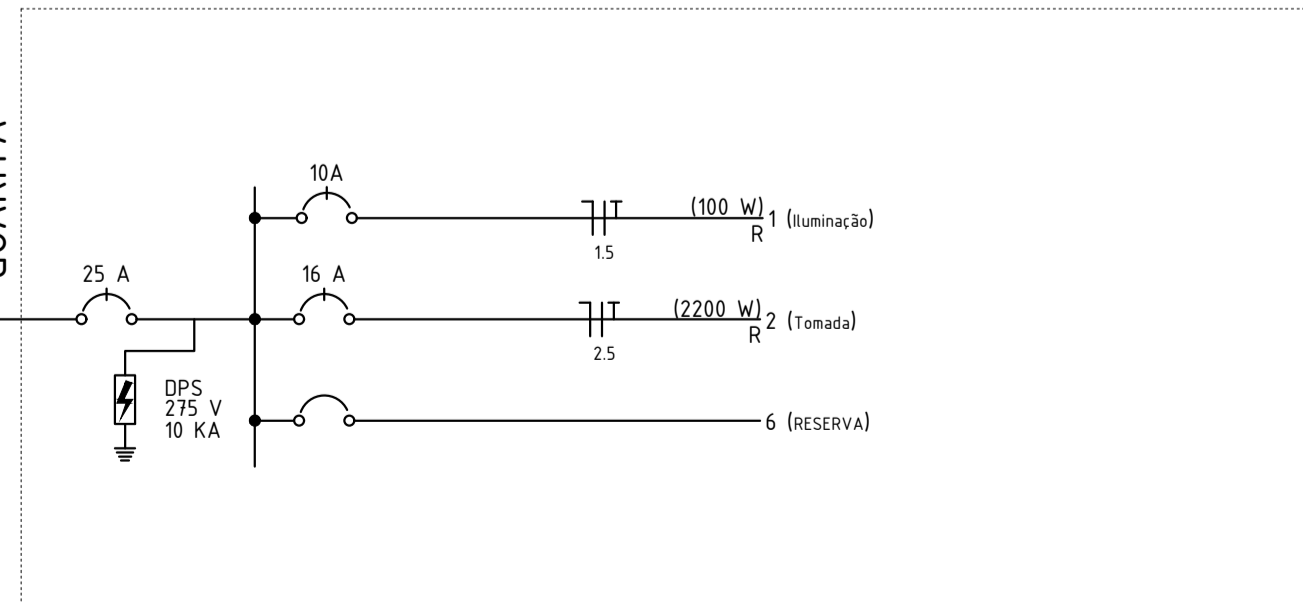 10A
(100 W)
1 (Iluminação)
R
1.5
25 A
16 A
(2200 W)
2 (Tomada)
R
2.5
DPS
275 V
10 KA
6 (RESERVA)